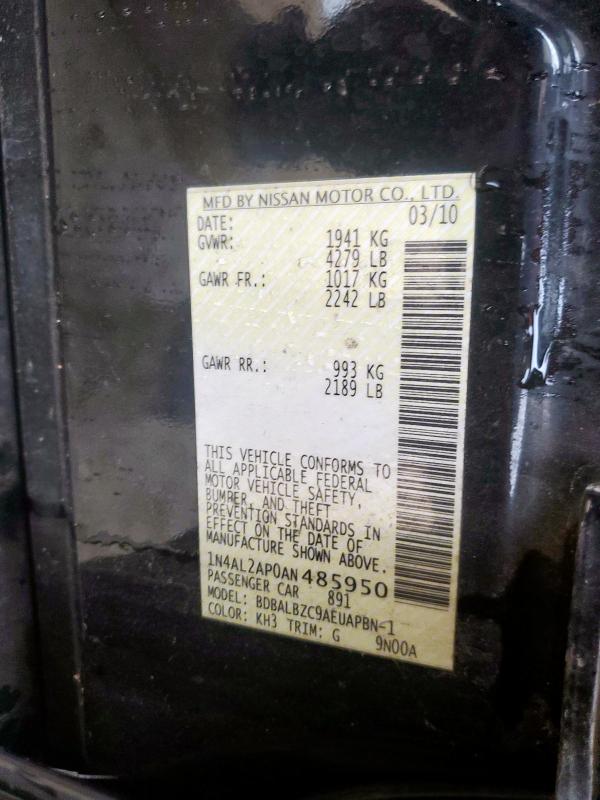 MFD BY NISSAN MOTOR CO., LTD.
DATE: 03/10
GVWR: 1941 KG
4279 LB
GAWR FR.: 1017 KG
2242 LB
GAWR RR.: 993 KG
2189 LB
THIS VEHICLE CONFORMS TO
ALL APPLICABLE FEDERAL
MOTOR VEHICLE SAFETY,
BUMPER, AND THEFT
PREVENTION STANDARDS IN
EFFECT ON THE DATE OF
MANUFACTURE SHOWN ABOVE.
1N4AL2AP0AN485950
PASSENGER CAR 891
MODEL: BDBALBZC9AEUAPBN-1
COLOR: KH3 TRIM: G 9N00A